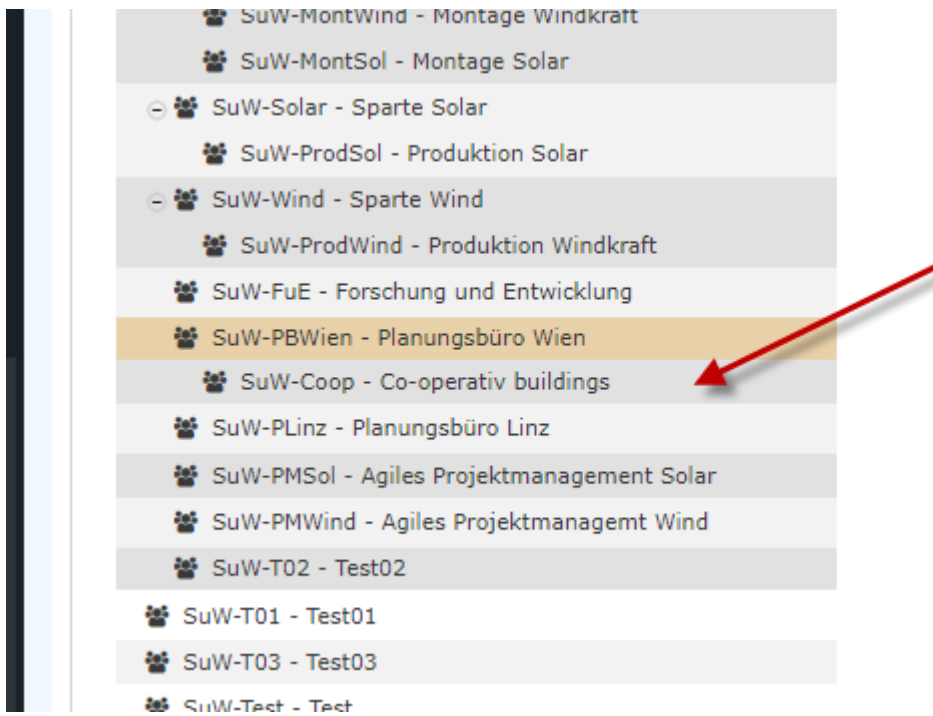 SuW-MontWind - Montage Windkraft
SuW-MontSol - Montage Solar
SuW-Solar - Sparte Solar
SuW-ProdSol - Produktion Solar
SuW-Wind - Sparte Wind
SuW-ProdWind - Produktion Windkraft
SuW-FuE - Forschung und Entwicklung
SuW-PBWien - Planungsbüro Wien
SuW-Coop - Co-operativ buildings
SuW-PLinz - Planungsbüro Linz
SuW-PMSol - Agiles Projektmanagement Solar
SuW-PMWind - Agiles Projektmanagemt Wind
SuW-T02 - Test02
SuW-T01 - Test01
SuW-T03 - Test03
SuW-Test - Test